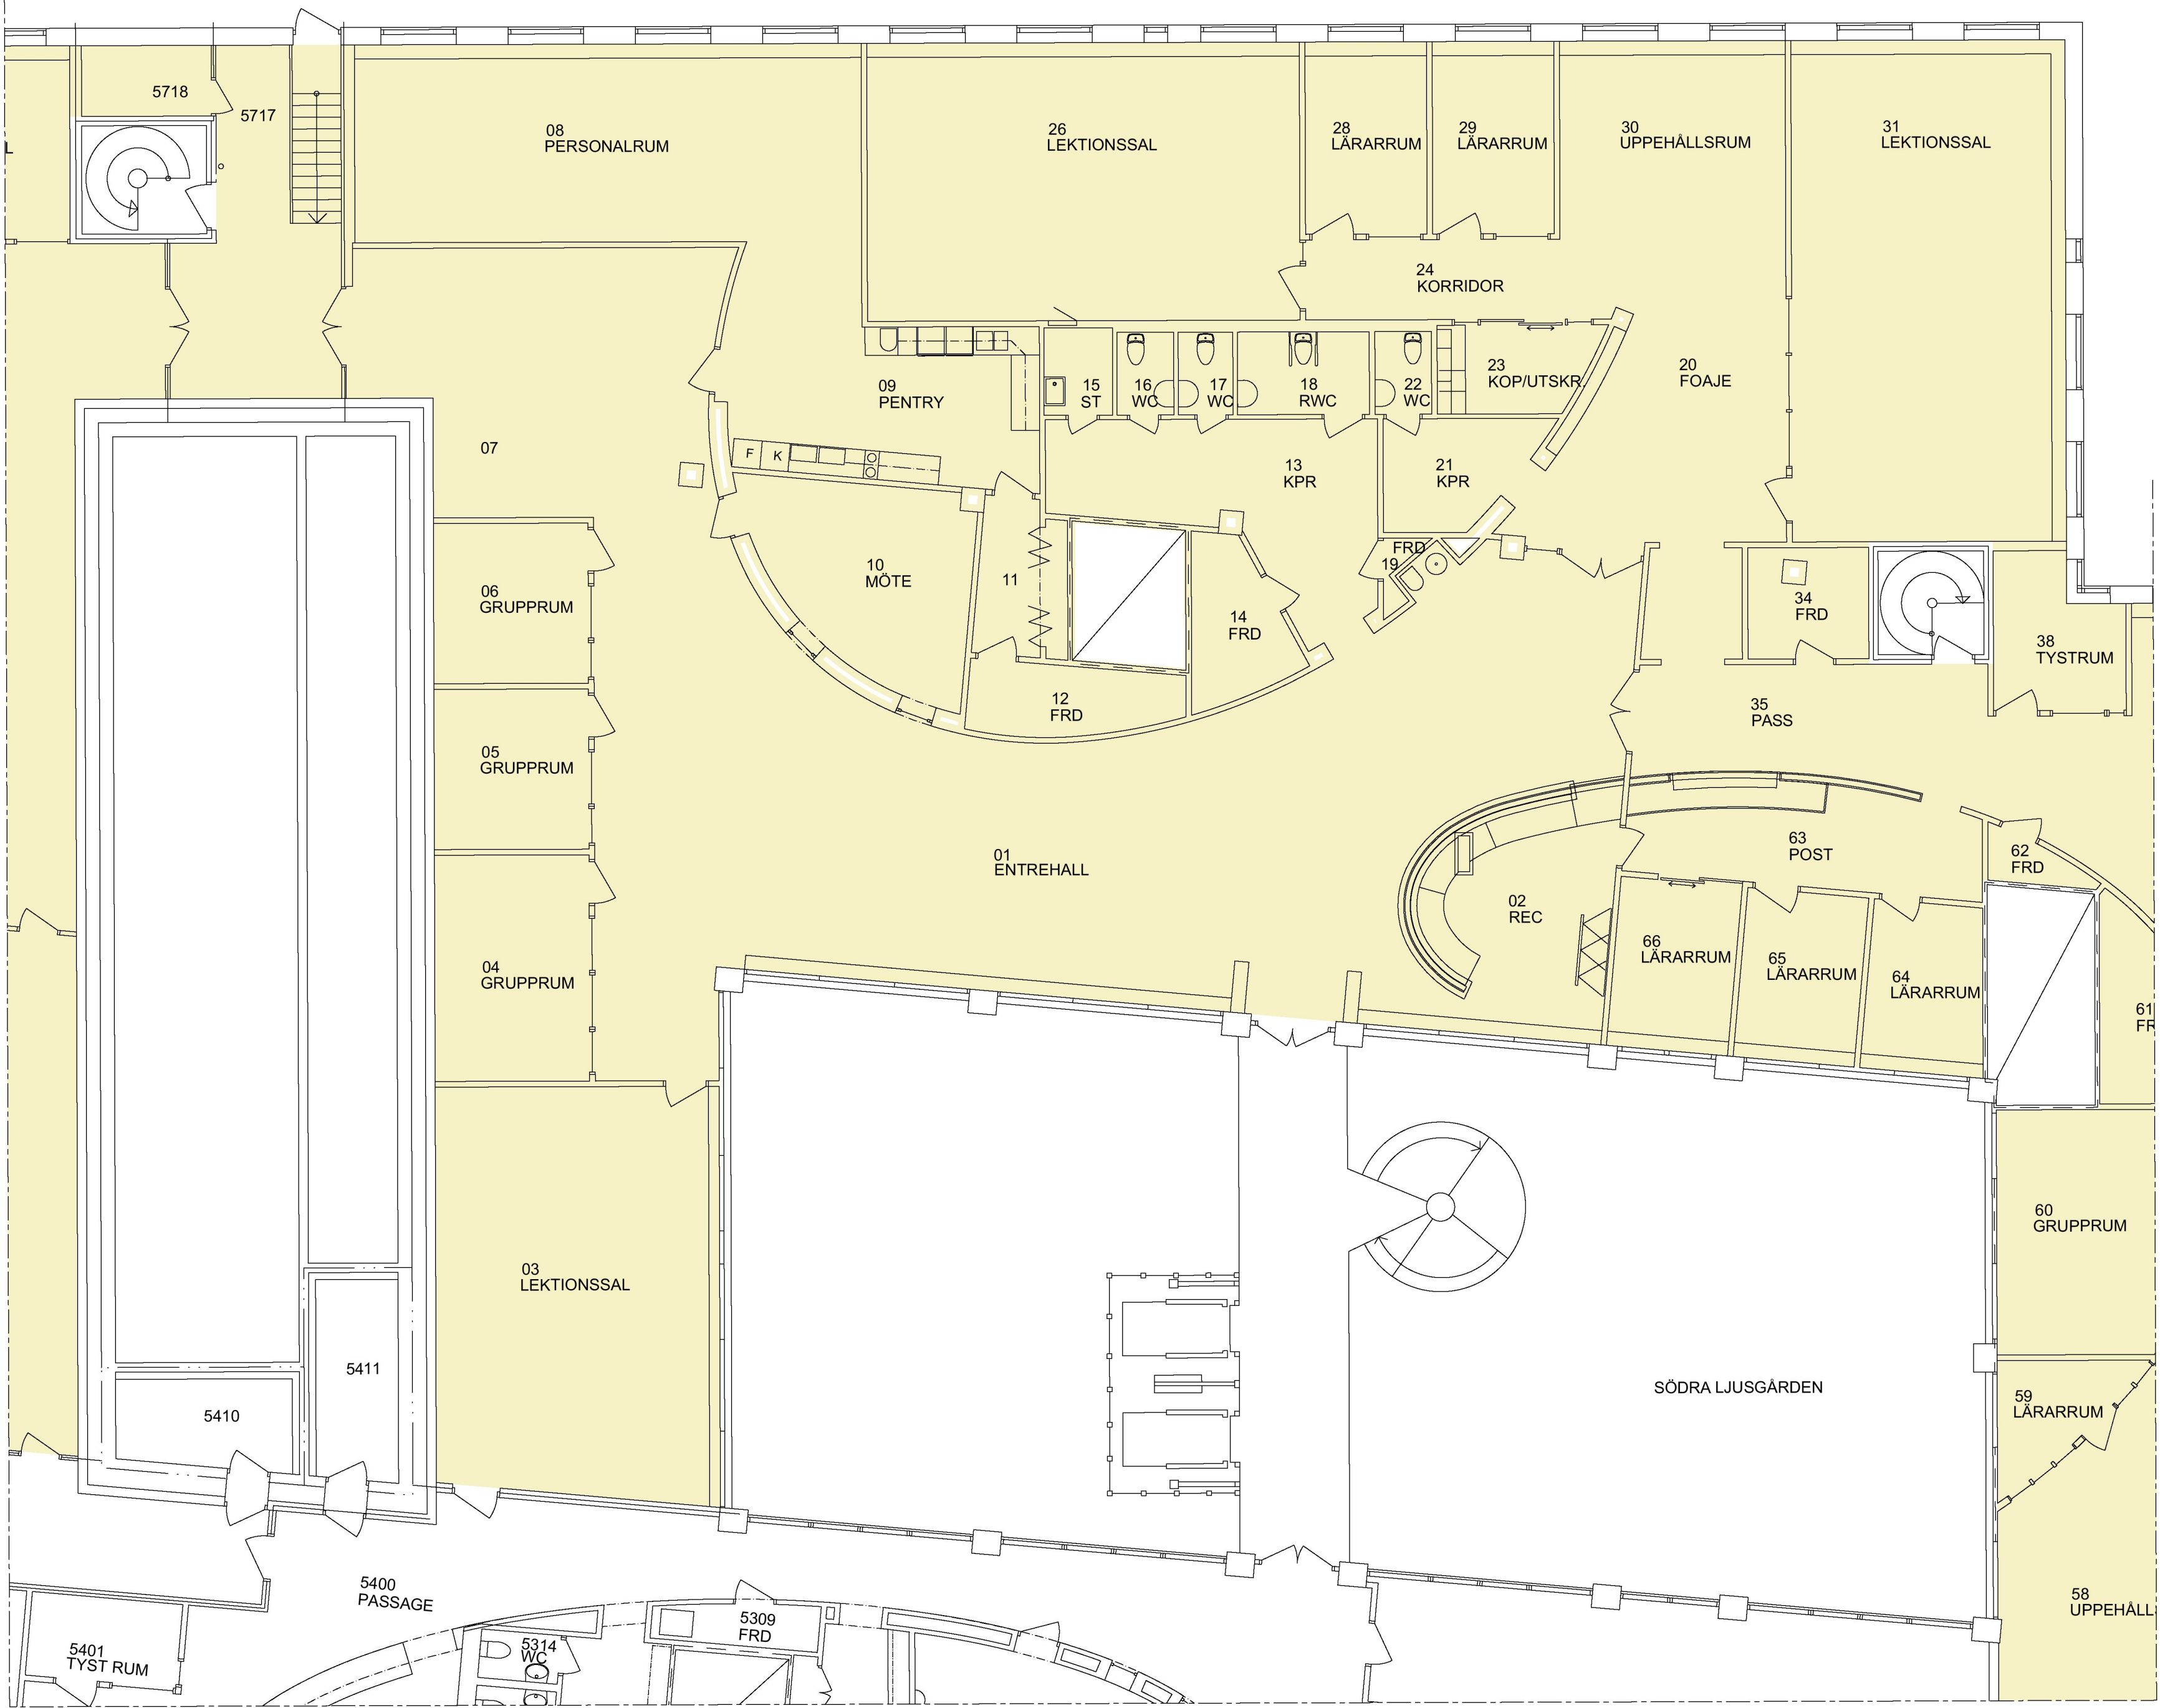 5718
5717
L
08
PERSONALRUM
26
LEKTIONSSAL
28
LÄRARRUM
29
LÄRARRUM
30
UPPEHÅLLSRUM
31
LEKTIONSSAL
24
KORRIDOR
09
PENTRY
15
ST
16
WC
17
WC
18
RWC
22
WC
23
KOP/UTSKR.
20
FOAJE
07
F
K
13
KPR
21
KPR
10
MÖTE
11
FRD
19
14
FRD
06
GRUPPRUM
34
FRD
38
TYSTRUM
12
FRD
35
PASS
05
GRUPPRUM
01
ENTREHALL
63
POST
62
FRD
02
REC
66
LÄRARRUM
65
LÄRARRUM
64
LÄRARRUM
04
GRUPPRUM
61
FR
60
GRUPPRUM
03
LEKTIONSSAL
5411
5410
SÖDRA LJUSGÅRDEN
59
LÄRARRUM
5400
PASSAGE
58
UPPEHÅLL
5309
FRD
5314
WC
5401
TYST RUM